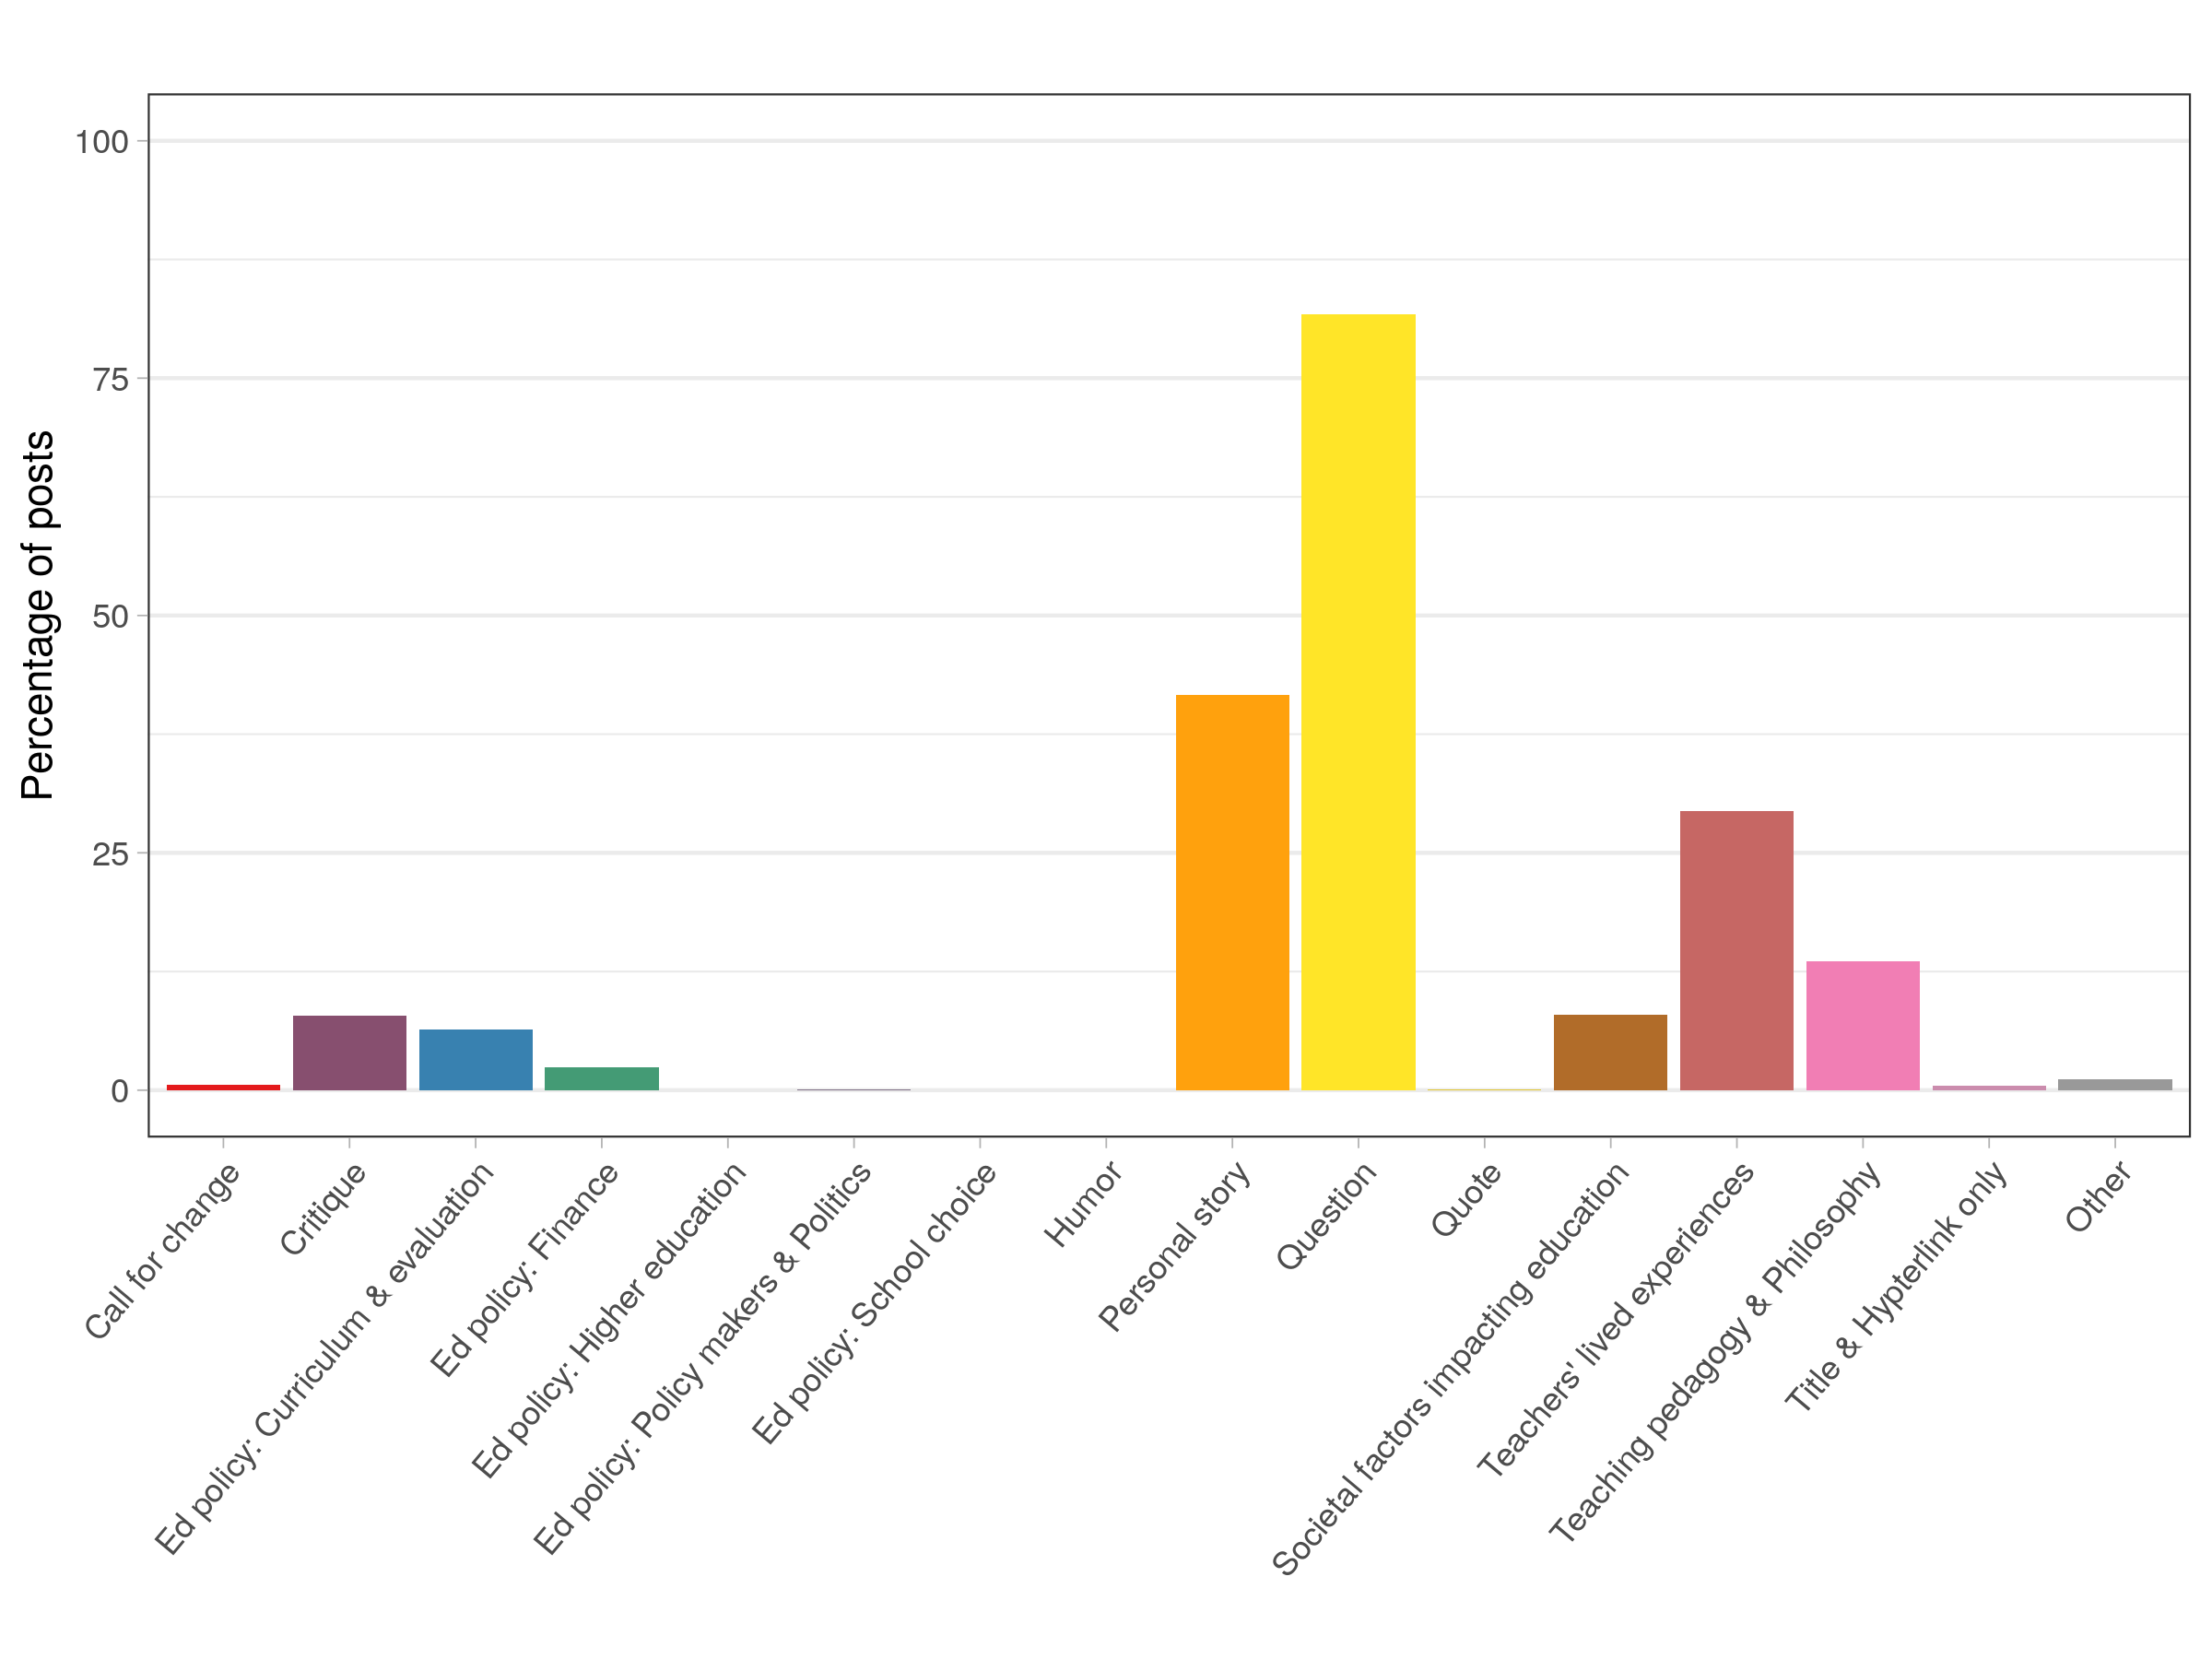 Percentage of posts
100
75
50
25
0
Call for change
Critique
Ed policy: Curriculum & evaluation
Ed policy: Finance
Ed policy: Higher education
Ed policy: Policy makers & Politics
Ed policy: School choice
Humor
Personal story
Question
Quote
Societal factors impacting education
Teachers' lived experiences
Teaching pedagogy & Philosophy
Title & Hypterlink only
Other